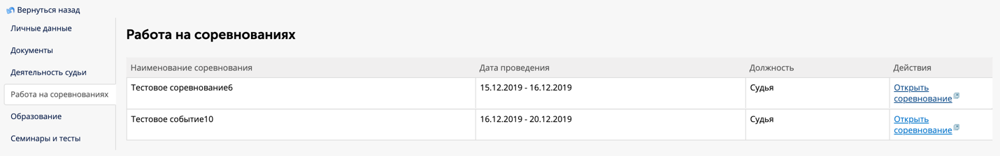 Вернуться назад
Личные данные
Документы
Деятельность судьи
Работа на соревнованиях
Образование
Семинары и тесты
Работа на соревнованиях
Наименование соревнования Дата проведения Должность Действия
Тестовое соревнование6 15.12.2019 - 16.12.2019 Судья Открыть
соревнование
Тестовое событие10 16.12.2019 - 20.12.2019 Судья Открыть
соревнование